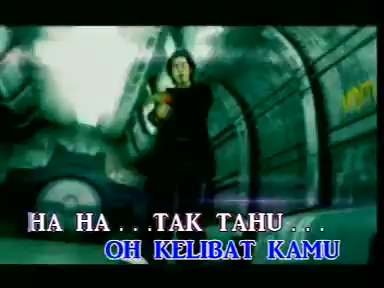 HA HA . . . TAK TAHU . . .
OH KELIBAT KAMU